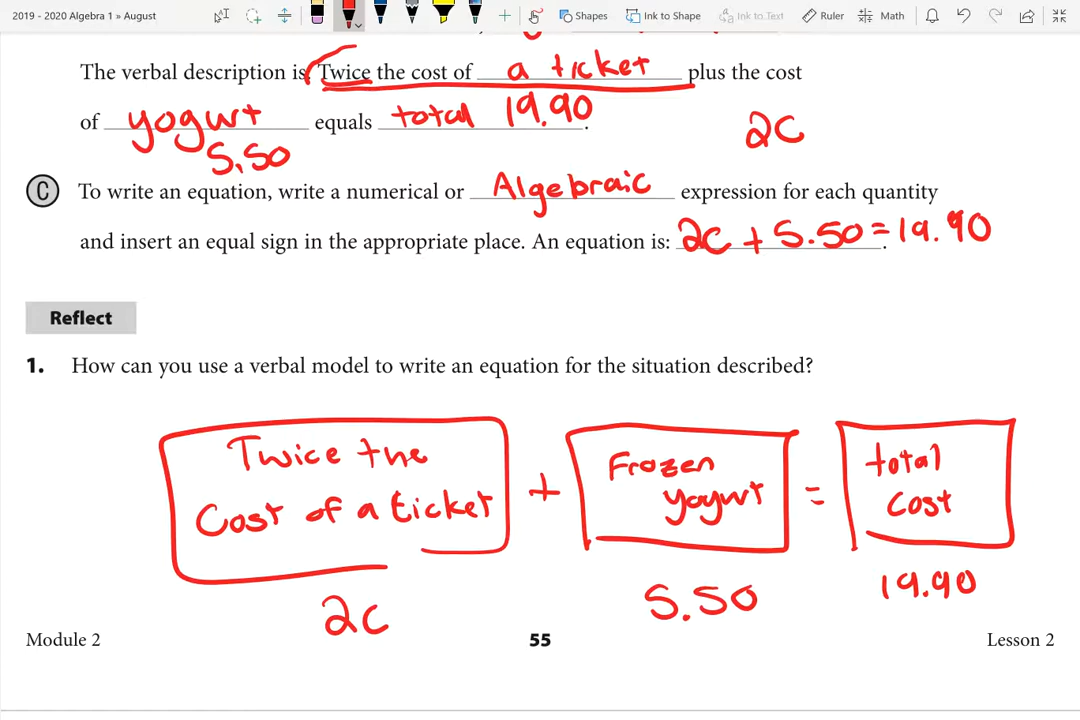 2019 - 2020 Algebra 1 » August
Shapes
Ink to Shape
Ink to Text
Ruler
Math
The verbal description is: Twice the cost of a ticket plus the cost
of yogurt equals total 19.90.
5.50
2c
C To write an equation, write a numerical or Algebraic expression for each quantity
and insert an equal sign in the appropriate place. An equation is: 2c + 5.50 = 19.90.
Reflect
1. How can you use a verbal model to write an equation for the situation described?
Twice the
Cost of a ticket
+
Frozen
yogurt
=
total
cost
2c
5.50
19.90
Module 2
55
Lesson 2